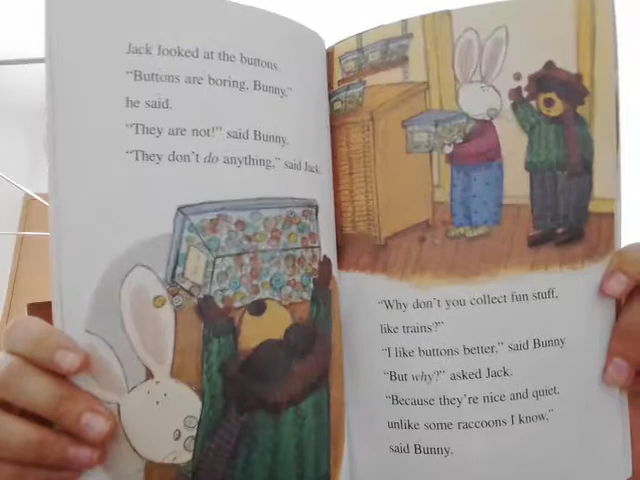 Jack looked at the buttons.
"Buttons are boring, Bunny,"
he said.
"They are not!" said Bunny.
"They don't do anything," said Jack.
"Why don't you collect fun stuff,
like trains?"
"I like buttons better," said Bunny.
"But why?" asked Jack.
"Because they're nice and quiet,
unlike some raccoons I know,"
said Bunny.